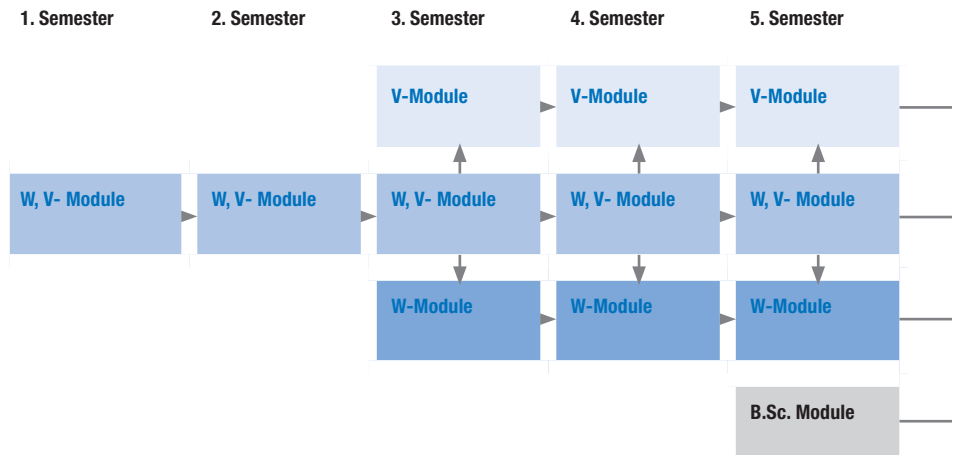 1. Semester 2. Semester 3. Semester 4. Semester 5. Semester
V-Module V-Module V-Module
W, V- Module W, V- Module W, V- Module W, V- Module W, V- Module
W-Module W-Module W-Module
B.Sc. Module